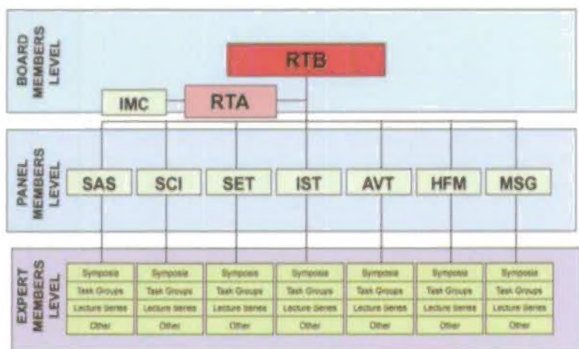 BOARD
MEMBERS
LEVEL
RTB
IMC
RTA
PANEL
MEMBERS
LEVEL
SAS SCI SET IST AVT HFM MSG
EXPERT
MEMBERS
LEVEL
Symposia Symposia Symposia Symposia Symposia Symposia Symposia
Task Groups Task Groups Task Groups Task Groups Task Groups Task Groups Task Groups
Lecture Series Lecture Series Lecture Series Lecture Series Lecture Series Lecture Series Lecture Series
Other Other Other Other Other Other Other